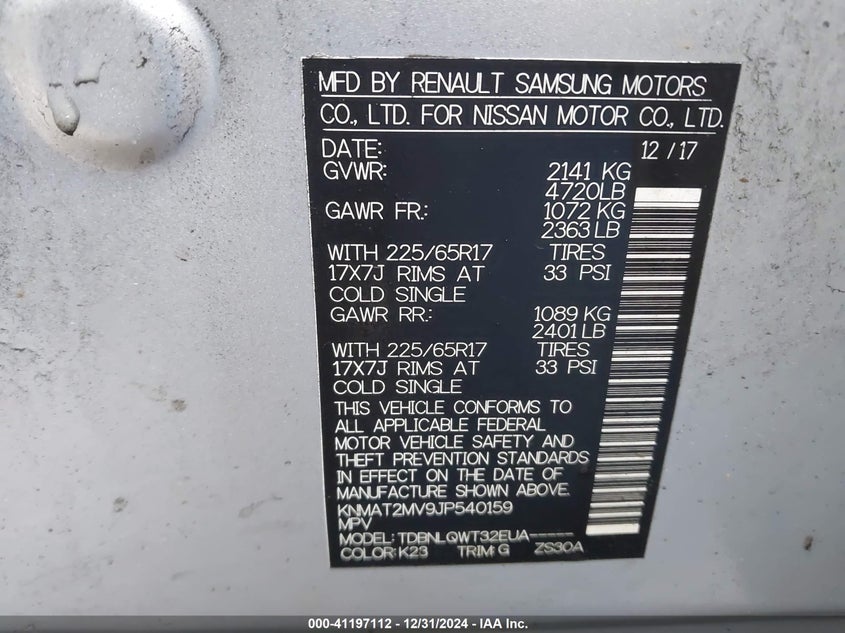 MFD BY RENAULT SAMSUNG MOTORS
CO., LTD. FOR NISSAN MOTOR CO., LTD.
DATE: 12 / 17
GVWR: 2141 KG
4720LB
GAWR FR.: 1072 KG
2363 LB
WITH 225/65R17 TIRES
17X7J RIMS AT 33 PSI
COLD SINGLE
GAWR RR.: 1089 KG
2401 LB
WITH 225/65R17 TIRES
17X7J RIMS AT 33 PSI
COLD SINGLE
THIS VEHICLE CONFORMS TO
ALL APPLICABLE FEDERAL
MOTOR VEHICLE SAFETY AND
THEFT PREVENTION STANDARDS
IN EFFECT ON THE DATE OF
MANUFACTURE SHOWN ABOVE.
KNMAT2MV9JP540159
MPV
MODEL: TDBNLQWT32EUA-----
COLOR: K23 TRIM: G ZS30A
000-41197112 - 12/31/2024 - IAA Inc.